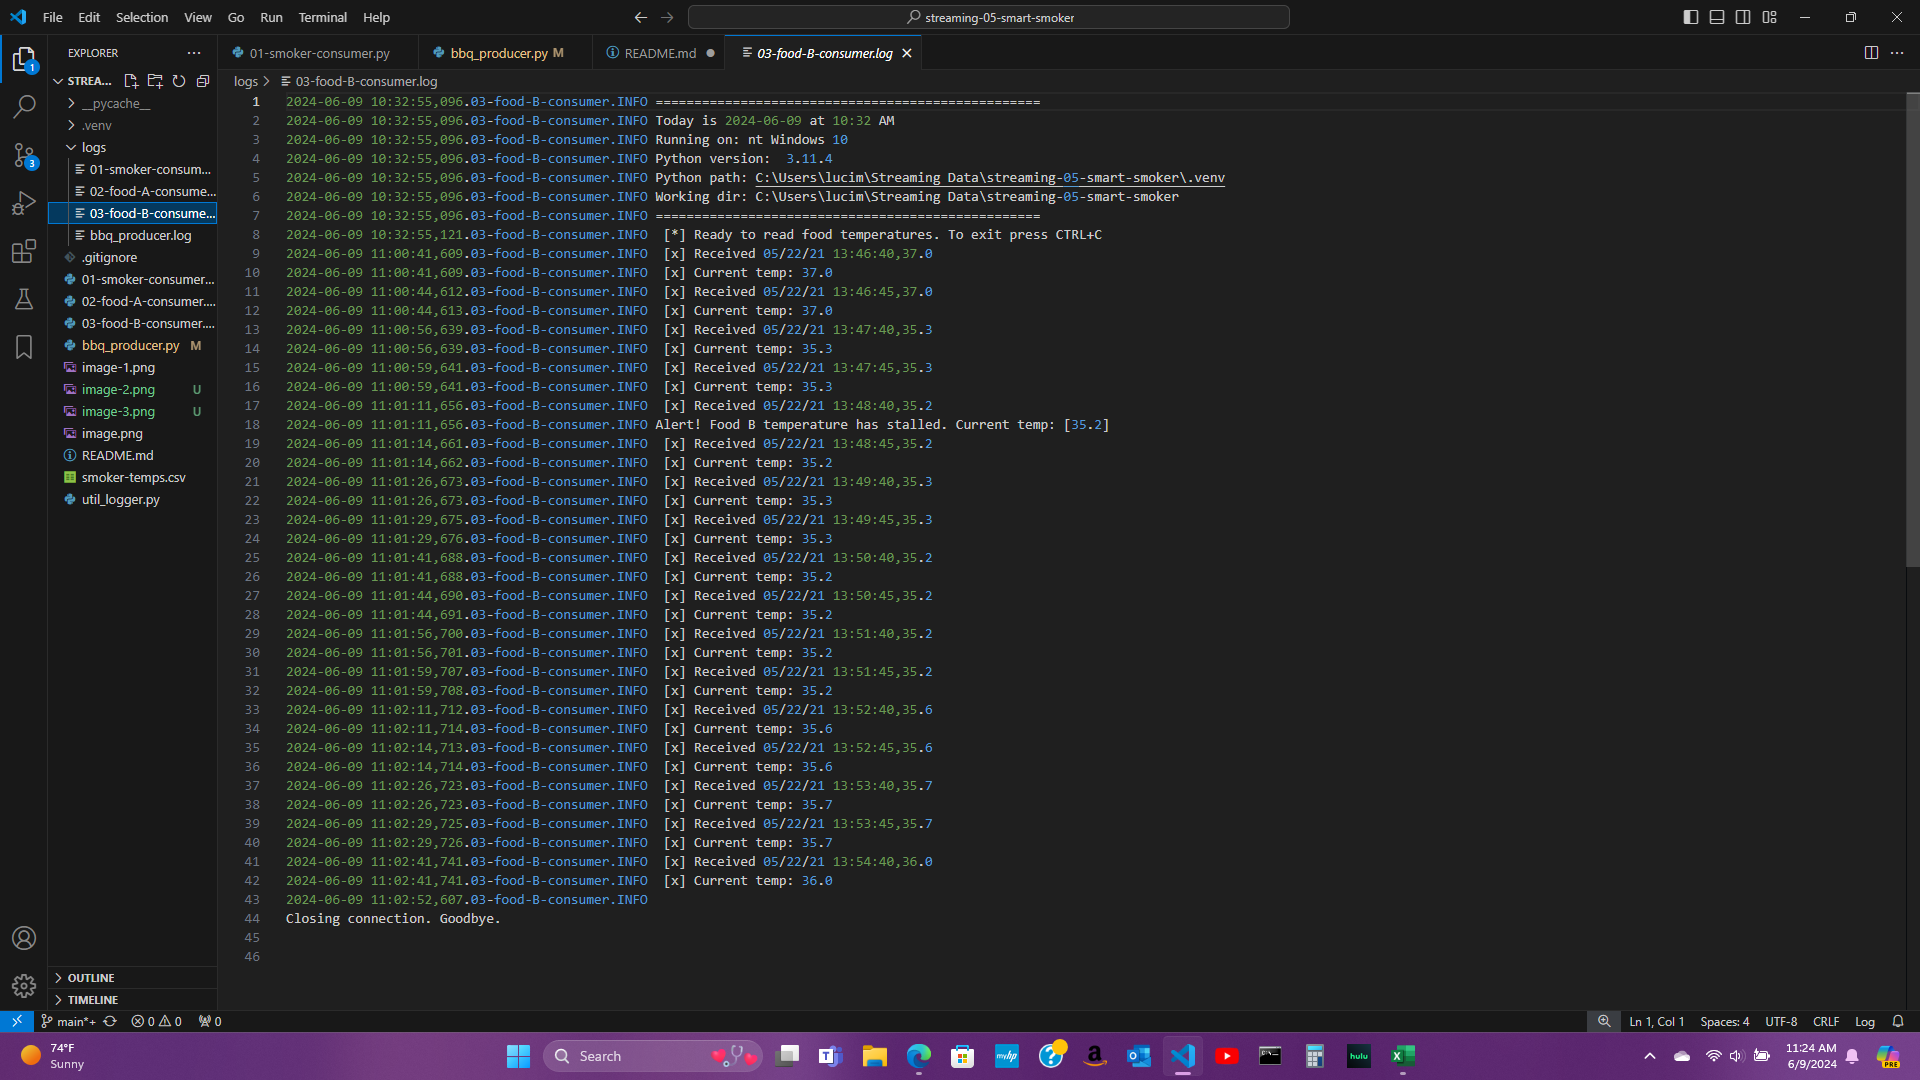 File Edit Selection View Go Run Terminal Help
streaming-05-smart-smoker
EXPLORER
01-smoker-consumer.py
bbq_producer.py M
README.md
03-food-B-consumer.log
STREA...
logs > 03-food-B-consumer.log
__pycache__
.venv
logs
01-smoker-consum...
02-food-A-consume...
03-food-B-consume...
bbq_producer.log
.gitignore
01-smoker-consumer...
02-food-A-consumer....
03-food-B-consumer....
bbq_producer.py M
image-1.png
image-2.png U
image-3.png U
image.png
README.md
smoker-temps.csv
util_logger.py
OUTLINE
TIMELINE
1
3
1 2024-06-09 10:32:55,096.03-food-B-consumer.INFO ==================================================
2 2024-06-09 10:32:55,096.03-food-B-consumer.INFO Today is 2024-06-09 at 10:32 AM
3 2024-06-09 10:32:55,096.03-food-B-consumer.INFO Running on: nt Windows 10
4 2024-06-09 10:32:55,096.03-food-B-consumer.INFO Python version:  3.11.4
5 2024-06-09 10:32:55,096.03-food-B-consumer.INFO Python path: C:\Users\lucim\Streaming Data\streaming-05-smart-smoker\.venv
6 2024-06-09 10:32:55,096.03-food-B-consumer.INFO Working dir: C:\Users\lucim\Streaming Data\streaming-05-smart-smoker
7 2024-06-09 10:32:55,096.03-food-B-consumer.INFO ==================================================
8 2024-06-09 10:32:55,121.03-food-B-consumer.INFO  [*] Ready to read food temperatures. To exit press CTRL+C
9 2024-06-09 11:00:41,609.03-food-B-consumer.INFO  [x] Received 05/22/21 13:46:40,37.0
10 2024-06-09 11:00:41,609.03-food-B-consumer.INFO  [x] Current temp: 37.0
11 2024-06-09 11:00:44,612.03-food-B-consumer.INFO  [x] Received 05/22/21 13:46:45,37.0
12 2024-06-09 11:00:44,613.03-food-B-consumer.INFO  [x] Current temp: 37.0
13 2024-06-09 11:00:56,639.03-food-B-consumer.INFO  [x] Received 05/22/21 13:47:40,35.3
14 2024-06-09 11:00:56,639.03-food-B-consumer.INFO  [x] Current temp: 35.3
15 2024-06-09 11:00:59,641.03-food-B-consumer.INFO  [x] Received 05/22/21 13:47:45,35.3
16 2024-06-09 11:00:59,641.03-food-B-consumer.INFO  [x] Current temp: 35.3
17 2024-06-09 11:01:11,656.03-food-B-consumer.INFO  [x] Received 05/22/21 13:48:40,35.2
18 2024-06-09 11:01:11,656.03-food-B-consumer.INFO Alert! Food B temperature has stalled. Current temp: [35.2]
19 2024-06-09 11:01:14,661.03-food-B-consumer.INFO  [x] Received 05/22/21 13:48:45,35.2
20 2024-06-09 11:01:14,662.03-food-B-consumer.INFO  [x] Current temp: 35.2
21 2024-06-09 11:01:26,673.03-food-B-consumer.INFO  [x] Received 05/22/21 13:49:40,35.3
22 2024-06-09 11:01:26,673.03-food-B-consumer.INFO  [x] Current temp: 35.3
23 2024-06-09 11:01:29,675.03-food-B-consumer.INFO  [x] Received 05/22/21 13:49:45,35.3
24 2024-06-09 11:01:29,676.03-food-B-consumer.INFO  [x] Current temp: 35.3
25 2024-06-09 11:01:41,688.03-food-B-consumer.INFO  [x] Received 05/22/21 13:50:40,35.2
26 2024-06-09 11:01:41,688.03-food-B-consumer.INFO  [x] Current temp: 35.2
27 2024-06-09 11:01:44,690.03-food-B-consumer.INFO  [x] Received 05/22/21 13:50:45,35.2
28 2024-06-09 11:01:44,691.03-food-B-consumer.INFO  [x] Current temp: 35.2
29 2024-06-09 11:01:56,700.03-food-B-consumer.INFO  [x] Received 05/22/21 13:51:40,35.2
30 2024-06-09 11:01:56,701.03-food-B-consumer.INFO  [x] Current temp: 35.2
31 2024-06-09 11:01:59,707.03-food-B-consumer.INFO  [x] Received 05/22/21 13:51:45,35.2
32 2024-06-09 11:01:59,708.03-food-B-consumer.INFO  [x] Current temp: 35.2
33 2024-06-09 11:02:11,712.03-food-B-consumer.INFO  [x] Received 05/22/21 13:52:40,35.6
34 2024-06-09 11:02:11,714.03-food-B-consumer.INFO  [x] Current temp: 35.6
35 2024-06-09 11:02:14,713.03-food-B-consumer.INFO  [x] Received 05/22/21 13:52:45,35.6
36 2024-06-09 11:02:14,714.03-food-B-consumer.INFO  [x] Current temp: 35.6
37 2024-06-09 11:02:26,723.03-food-B-consumer.INFO  [x] Received 05/22/21 13:53:40,35.7
38 2024-06-09 11:02:26,723.03-food-B-consumer.INFO  [x] Current temp: 35.7
39 2024-06-09 11:02:29,725.03-food-B-consumer.INFO  [x] Received 05/22/21 13:53:45,35.7
40 2024-06-09 11:02:29,726.03-food-B-consumer.INFO  [x] Current temp: 35.7
41 2024-06-09 11:02:41,741.03-food-B-consumer.INFO  [x] Received 05/22/21 13:54:40,36.0
42 2024-06-09 11:02:41,741.03-food-B-consumer.INFO  [x] Current temp: 36.0
43 2024-06-09 11:02:52,607.03-food-B-consumer.INFO
44 Closing connection. Goodbye.
45
46
main*+ 0 0 0
Ln 1, Col 1 Spaces: 4 UTF-8 CRLF Log
74°F
Sunny
Search
myhp
hulu
11:24 AM
6/9/2024
PRE